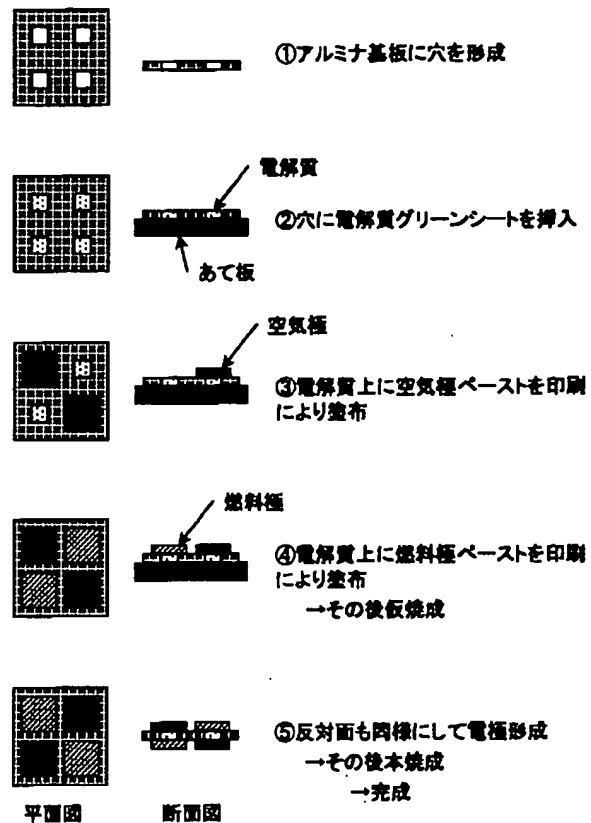 ①アルミナ基板に穴を形成
電解質
②穴に電解質グリーンシートを挿入
あて板
空気極
③電解質上に空気極ペーストを印刷
により塗布
燃料極
④電解質上に燃料極ペーストを印刷
により塗布
→その後仮焼成
⑤反対面も同様にして電極形成
→その後本焼成
→完成
平面図 断面図